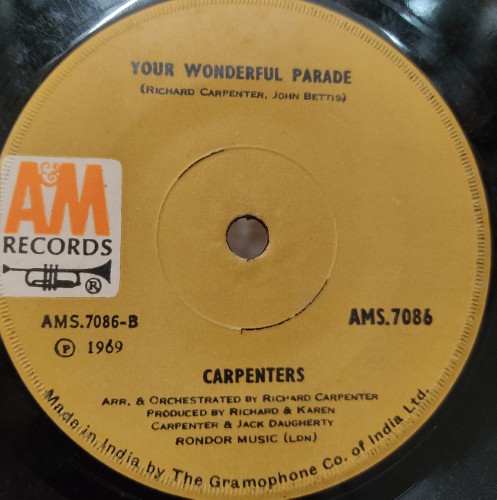 YOUR WONDERFUL PARADE
(RICHARD CARPENTER, JOHN BETTIS)
A&M
RECORDS
®
AMS.7086-B
AMS.7086
℗ 1969
CARPENTERS
ARR. & ORCHESTRATED BY RICHARD CARPENTER
PRODUCED BY RICHARD & KAREN
CARPENTER & JACK DAUGHERTY
RONDOR MUSIC (LDN)
Made in India by The Gramophone Co. of India Ltd.